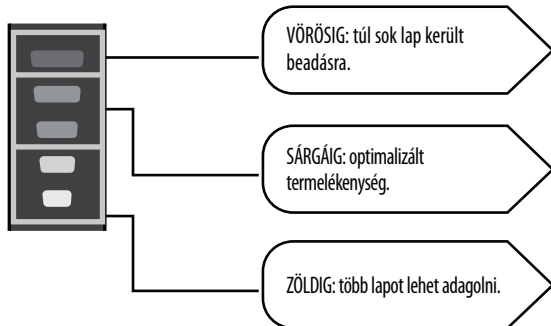 VÖRÖSIG: túl sok lap került
beadásra.
SÁRGÁIG: optimalizált
termelékenység.
ZÖLDIG: több lapot lehet adagolni.